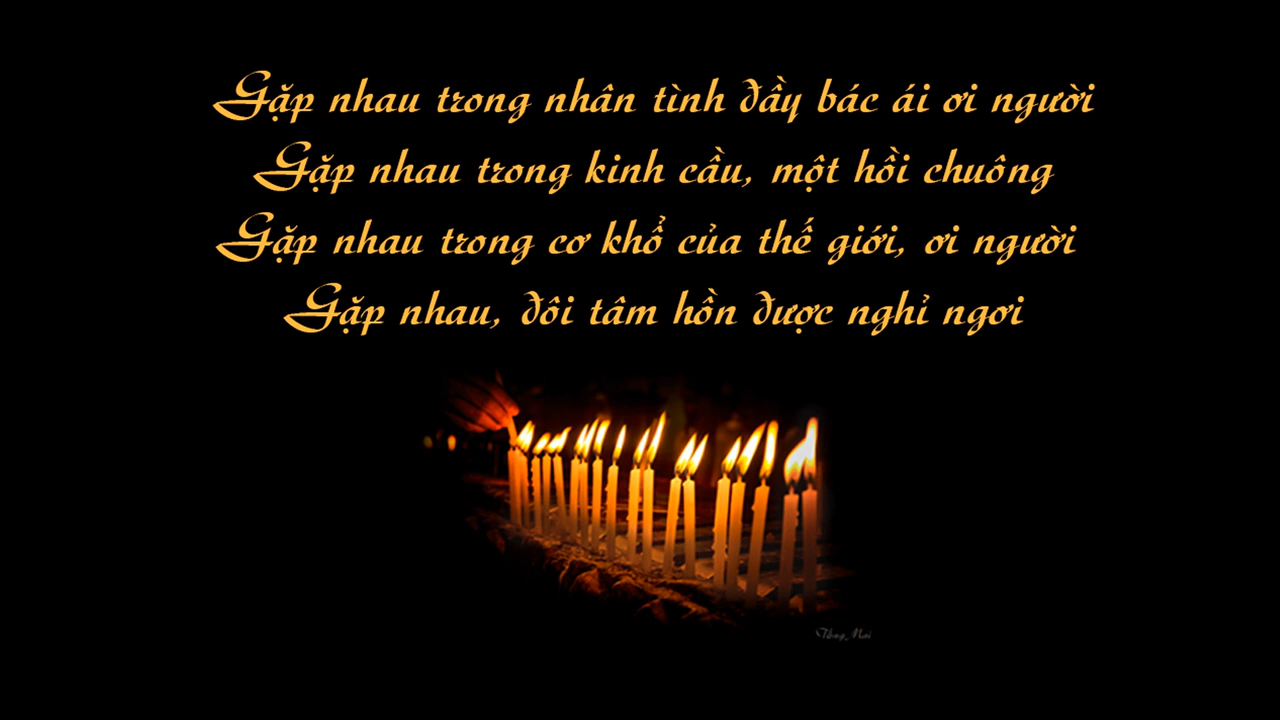 Gặp nhau trong nhân tình đầy bác ái ơi người
Gặp nhau trong kinh cầu, một hồi chuông
Gặp nhau trong cơ khổ của thế giới, ơi người
Gặp nhau, đôi tâm hồn được nghỉ ngơi